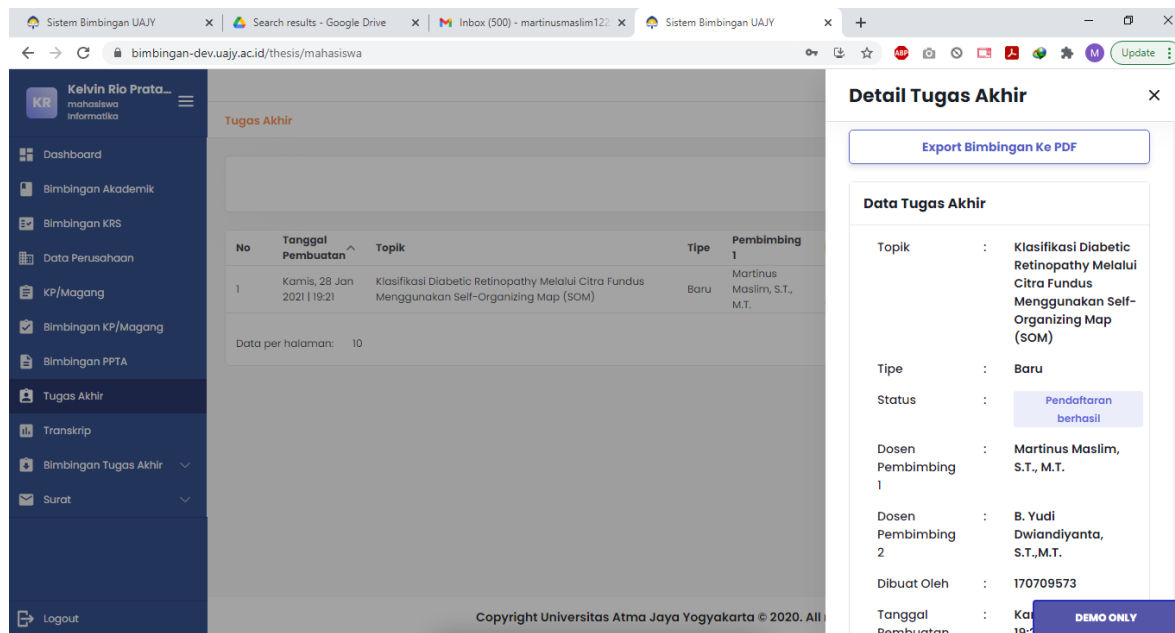 Sistem Bimbingan UAJY
Search results - Google Drive
Inbox (500) - martinusmaslim122
Sistem Bimbingan UAJY
bimbingan-dev.uajy.ac.id/thesis/mahasiswa
ABP
M
Update
KR
Kelvin Rio Prata...
mahasiswa
Informatika
Dashboard
Bimbingan Akademik
Bimbingan KRS
Data Perusahaan
KP/Magang
Bimbingan KP/Magang
Bimbingan PPTA
Tugas Akhir
Transkrip
Bimbingan Tugas Akhir
Surat
Logout
Tugas Akhir
No
Tanggal
Pembuatan
Topik
Tipe
Pembimbing
1
1
Kamis, 28 Jan
2021 | 19:21
Klasifikasi Diabetic Retinopathy Melalui Citra Fundus
Menggunakan Self-Organizing Map (SOM)
Baru
Martinus
Maslim, S.T.,
M.T.
Data per halaman: 10
Copyright Universitas Atma Jaya Yogyakarta © 2020. All
Detail Tugas Akhir
Export Bimbingan Ke PDF
Data Tugas Akhir
Topik :
Klasifikasi Diabetic
Retinopathy Melalui
Citra Fundus
Menggunakan Self-
Organizing Map
(SOM)
Tipe : Baru
Status :
Pendaftaran
berhasil
Dosen
Pembimbing
1
:
Martinus Maslim,
S.T., M.T.
Dosen
Pembimbing
2
:
B. Yudi
Dwiandiyanta,
S.T.,M.T.
Dibuat Oleh : 170709573
Tanggal
Pembuatan
:
DEMO ONLY